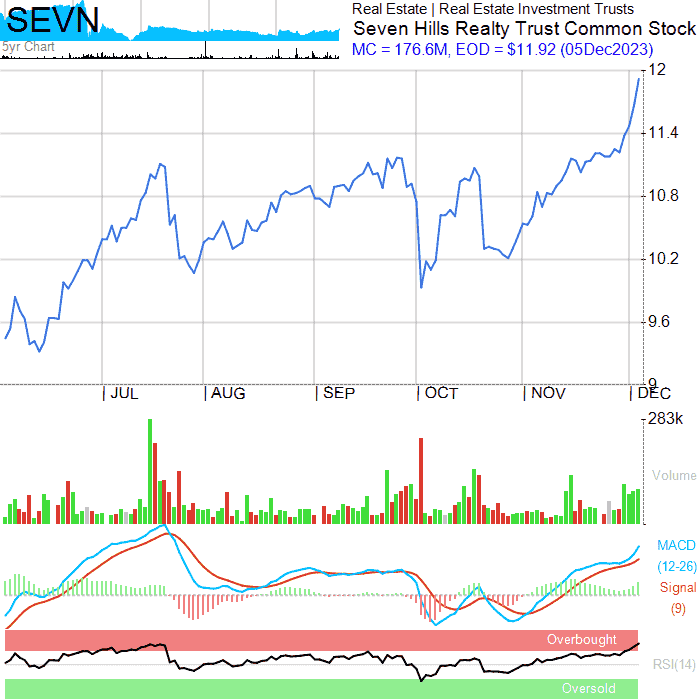 SEVN
5yr Chart
Real Estate | Real Estate Investment Trusts
Seven Hills Realty Trust Common Stock
MC = 176.6M, EOD = $11.92 (05Dec2023)
12
11.4
10.8
10.2
9.6
9
JUL AUG SEP OCT NOV DEC
283k
Volume
MACD
(12-26)
Signal
(9)
Overbought
RSI(14)
Oversold